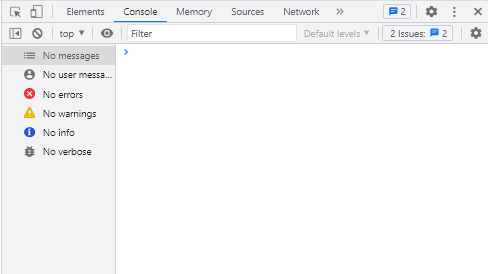 Elements Console Memory Sources Network 2
top Filter Default levels 2 Issues: 2
No messages
No user messa...
No errors
No warnings
No info
No verbose